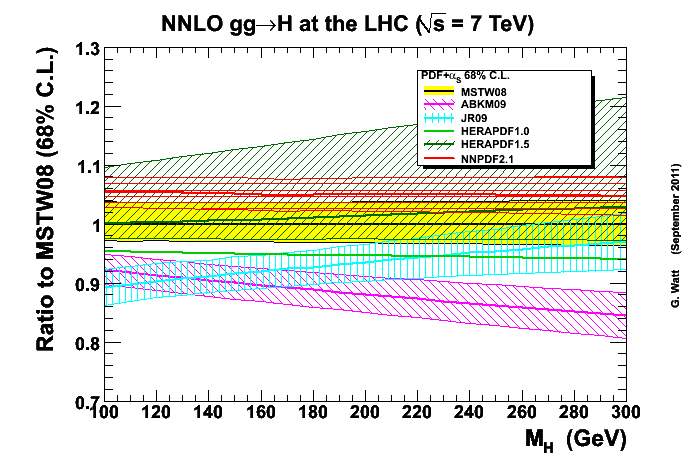 NNLO gg→H at the LHC (√s = 7 TeV)
Ratio to MSTW08 (68% C.L.)
1.3
1.2
1.1
1
0.9
0.8
0.7
PDF+αS 68% C.L.
MSTW08
ABKM09
JR09
HERAPDF1.0
HERAPDF1.5
NNPDF2.1
100 120 140 160 180 200 220 240 260 280 300
MH (GeV)
G. Watt (September 2011)